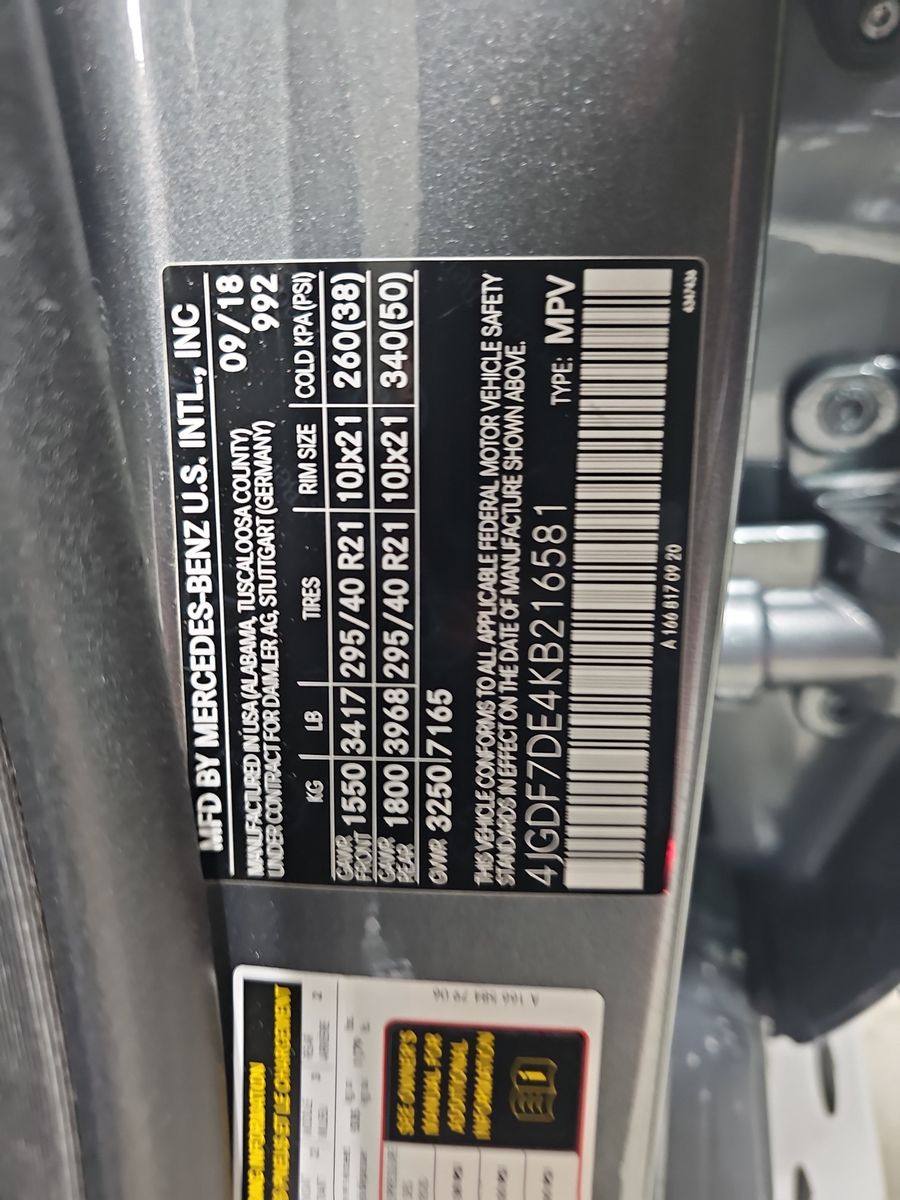 MFD BY MERCEDES-BENZ U.S. INTL., INC
MANUFACTURED IN USA (ALABAMA, TUSCALOOSA COUNTY) 09/18
UNDER CONTRACT FOR DAIMLER AG, STUTTGART (GERMANY) 992
KG LB TIRES RIM SIZE COLD KPA (PSI)
GAWR FRONT 1550 3417 295/40 R21 10Jx21 260(38)
GAWR REAR 1800 3968 295/40 R21 10Jx21 340(50)
GVWR 3250 7165
THIS VEHICLE CONFORMS TO ALL APPLICABLE FEDERAL MOTOR VEHICLE SAFETY
STANDARDS IN EFFECT ON THE DATE OF MANUFACTURE SHOWN ABOVE.
4JGDF7DE4KB216581 TYPE: MPV
A 166 817 09 20
4347436
INFORMATION
SEE OWNER'S
MANUAL FOR
ADDITIONAL
INFORMATION